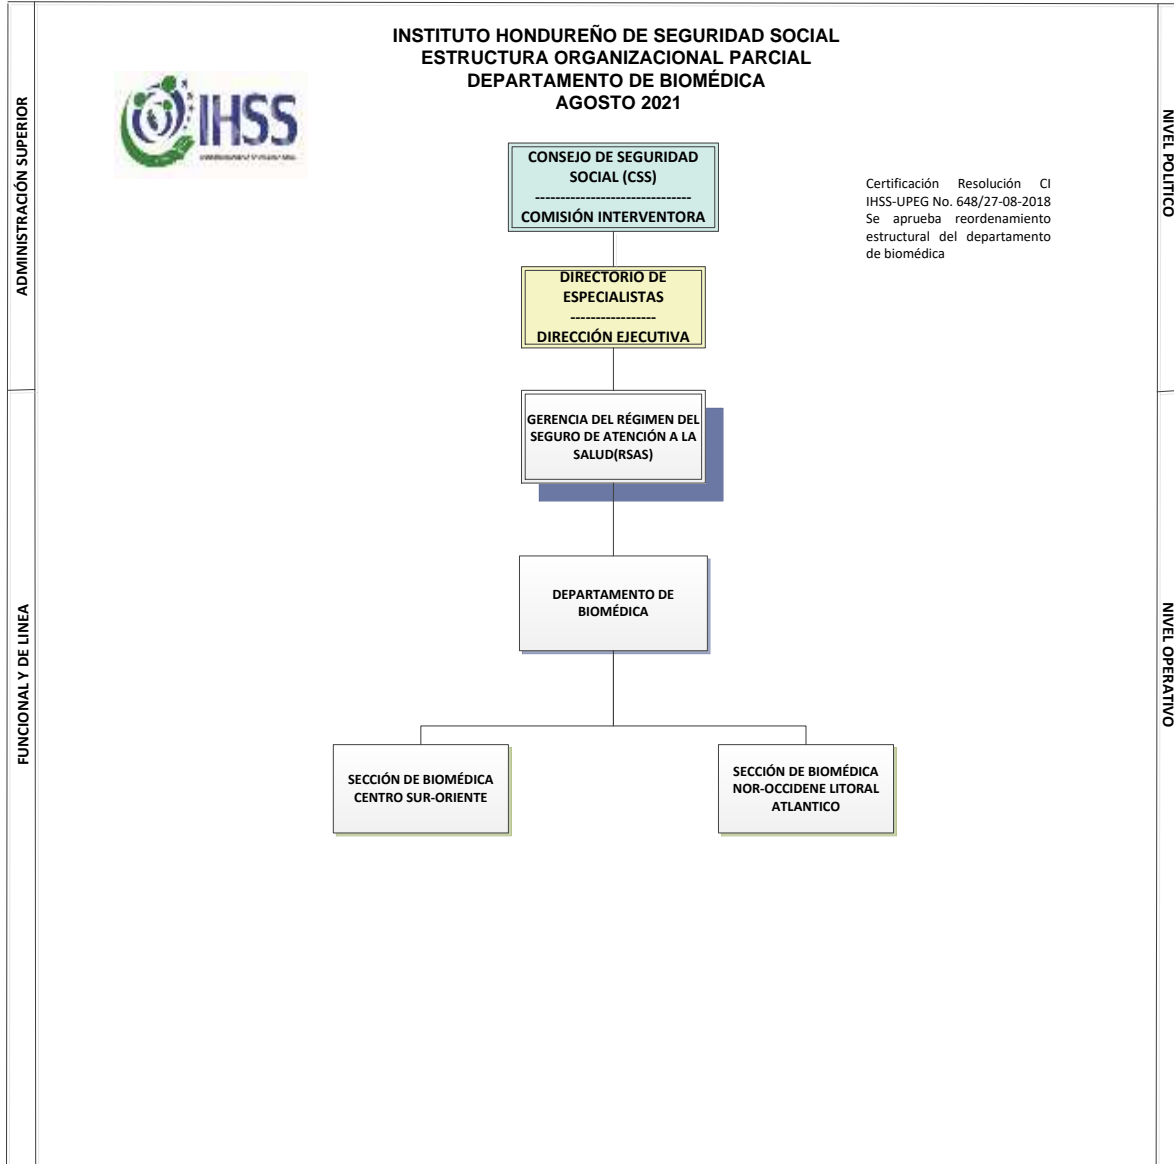 INSTITUTO HONDUREÑO DE SEGURIDAD SOCIAL
ESTRUCTURA ORGANIZACIONAL PARCIAL
DEPARTAMENTO DE BIOMÉDICA
AGOSTO 2021
IHSS
ADMINISTRACIÓN SUPERIOR
NIVEL POLITICO
CONSEJO DE SEGURIDAD
SOCIAL (CSS)
-------------------------------
COMISIÓN INTERVENTORA
Certificación Resolución CI
IHSS-UPEG No. 648/27-08-2018
Se aprueba reordenamiento
estructural del departamento
de biomédica
DIRECTORIO DE
ESPECIALISTAS
-----------------
DIRECCIÓN EJECUTIVA
GERENCIA DEL RÉGIMEN DEL
SEGURO DE ATENCIÓN A LA
SALUD(RSAS)
FUNCIONAL Y DE LINEA
NIVEL OPERATIVO
DEPARTAMENTO DE
BIOMÉDICA
SECCIÓN DE BIOMÉDICA
CENTRO SUR-ORIENTE
SECCIÓN DE BIOMÉDICA
NOR-OCCIDENE LITORAL
ATLANTICO